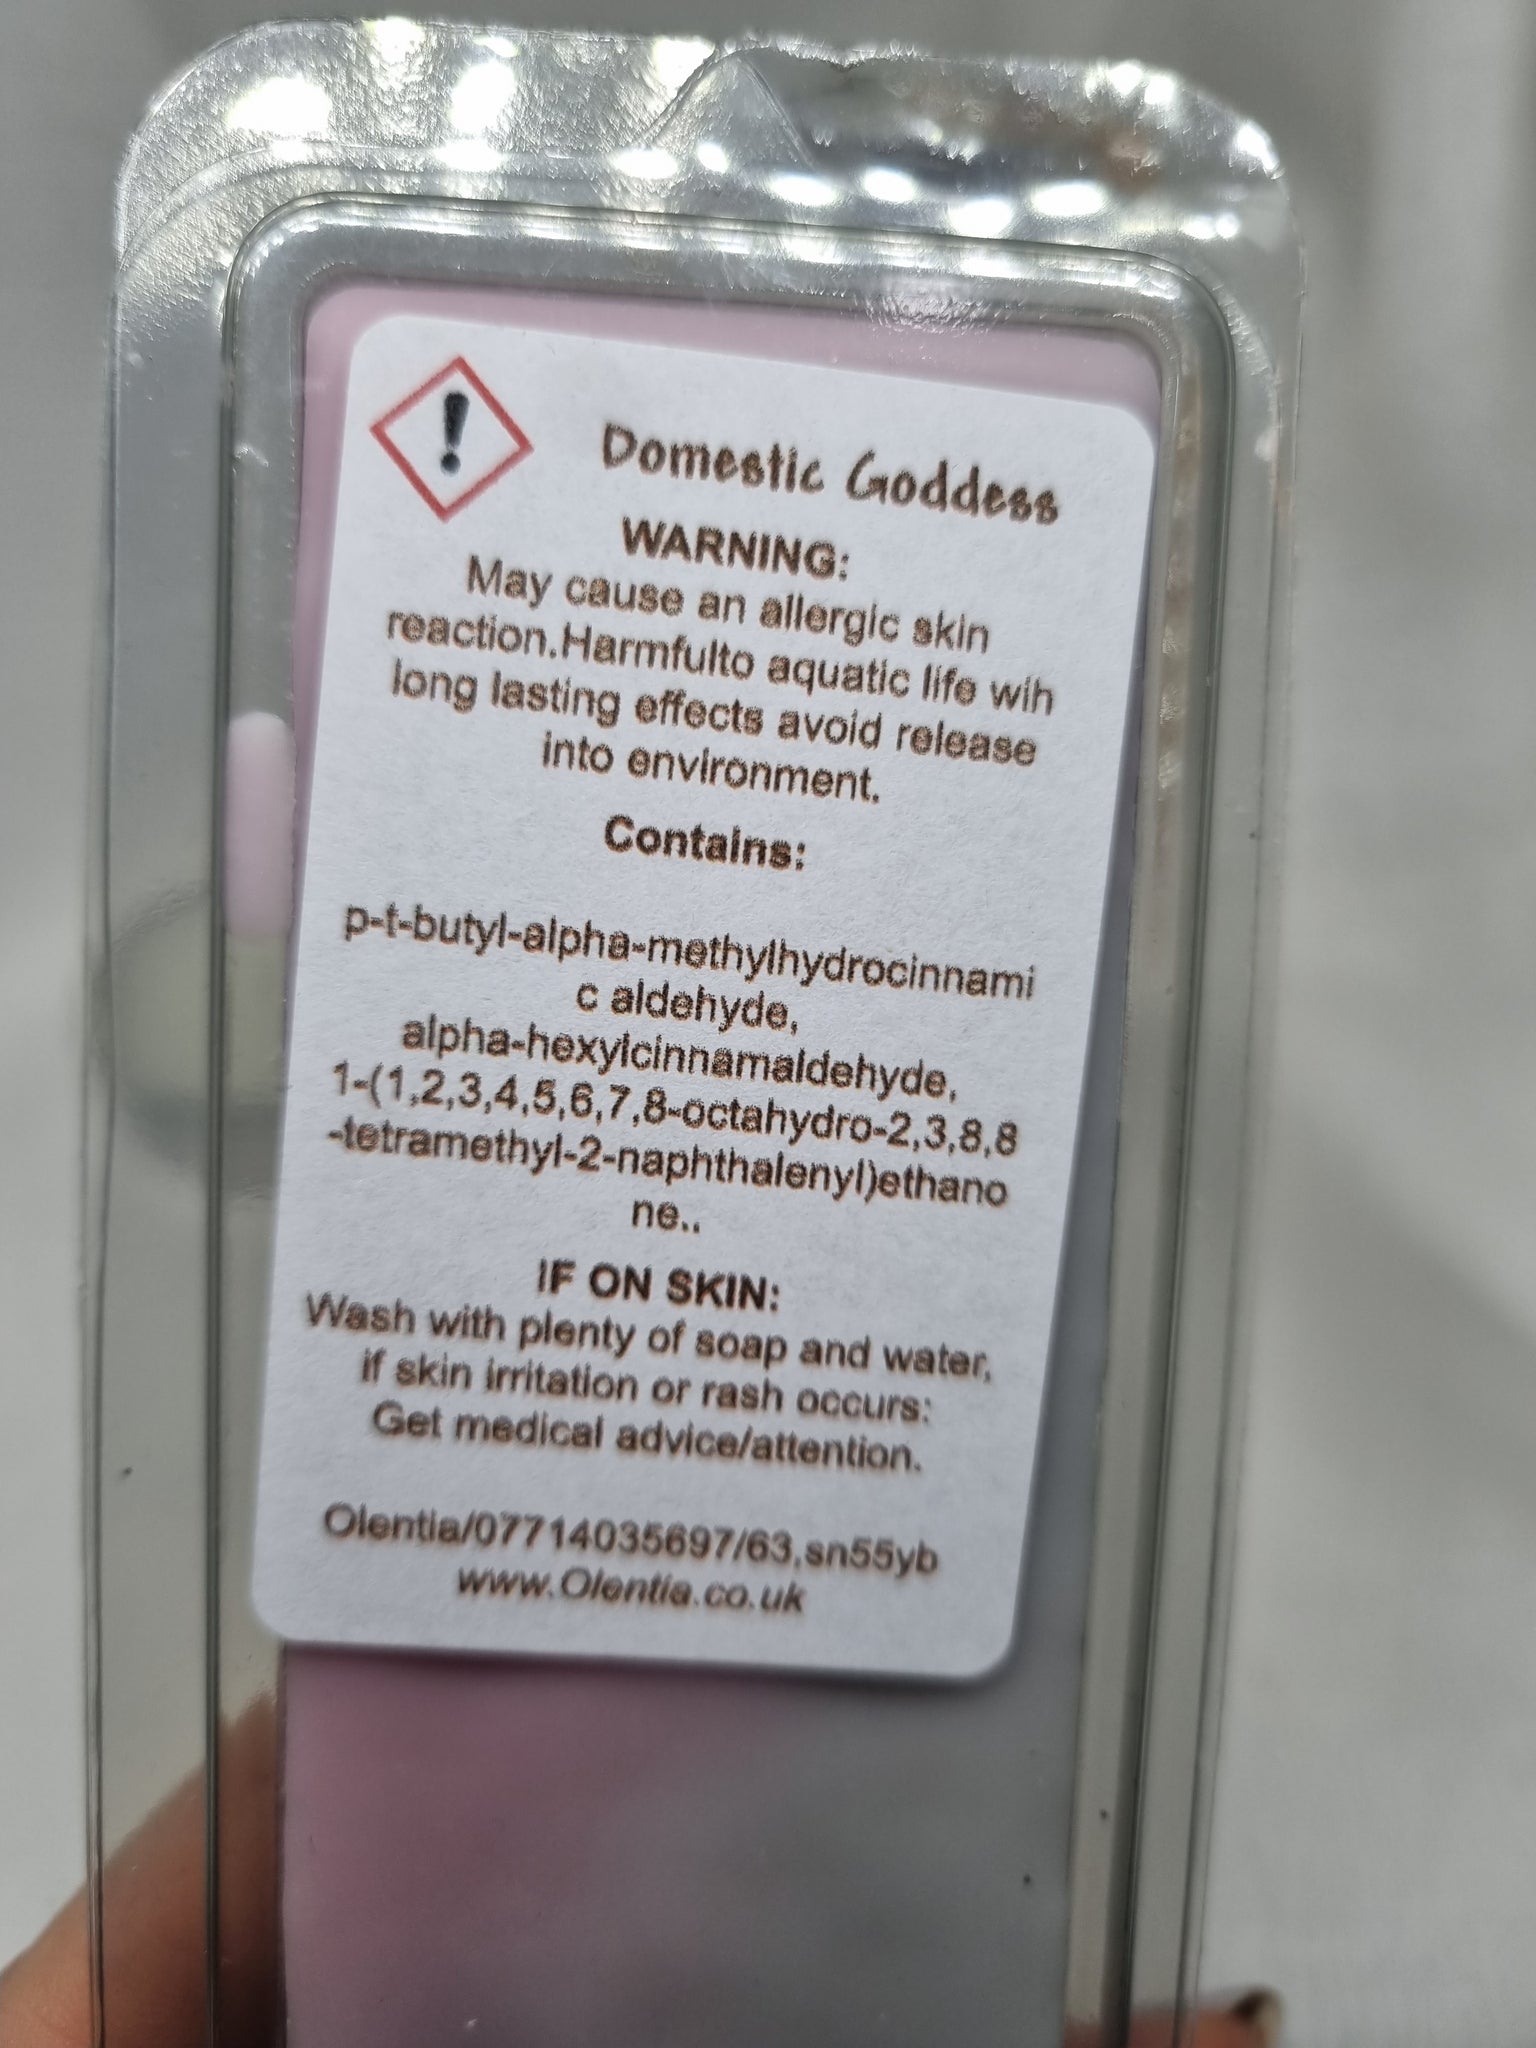 !
Domestic Goddess
WARNING:
May cause an allergic skin
reaction.Harmfulto aquatic life wih
long lasting effects avoid release
into environment.
Contains:
p-t-butyl-alpha-methylhydrocinnami
c aldehyde,
alpha-hexylcinnamaldehyde,
1-(1,2,3,4,5,6,7,8-octahydro-2,3,8,8
-tetramethyl-2-naphthalenyl)ethano
ne..
IF ON SKIN:
Wash with plenty of soap and water,
if skin irritation or rash occurs:
Get medical advice/attention.
Olentia/07714035697/63,sn55yb
www.Olentia.co.uk